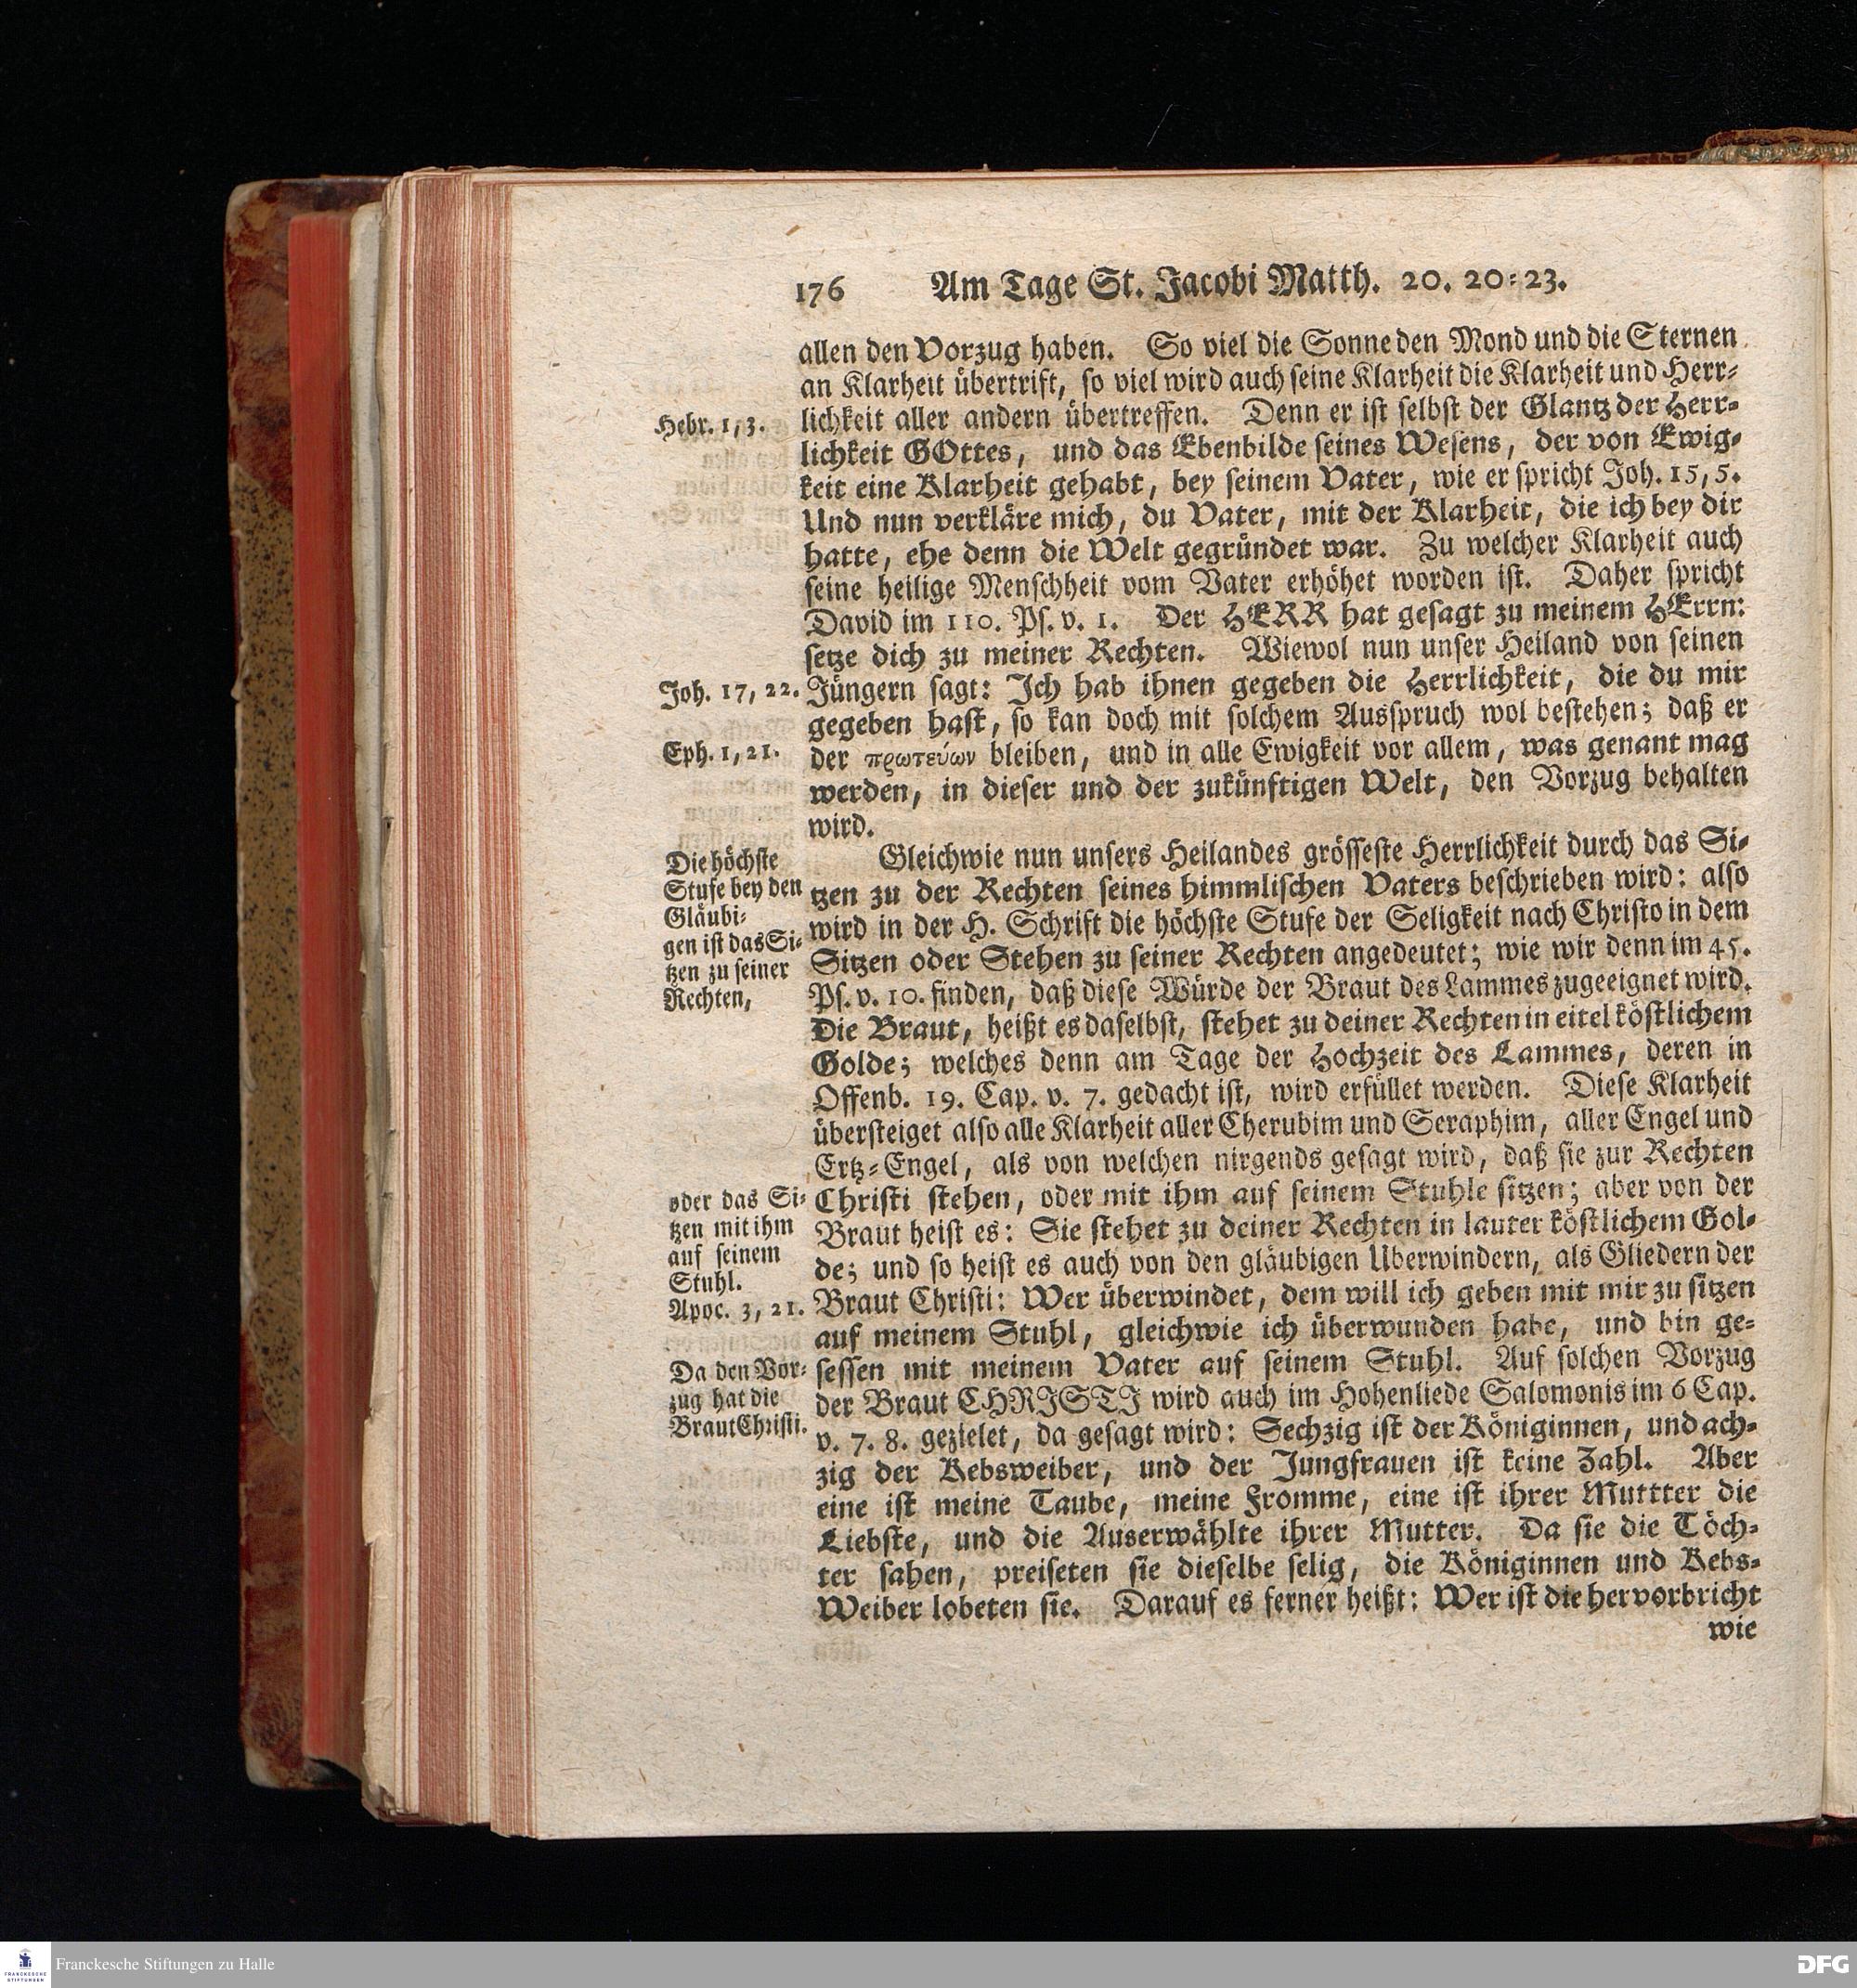 176 Am Tage St. Jacobi Matth. 20. 20-23.
allen den Vorzug haben. So viel die Sonne den Mond und die Sternen
an Klarheit übertrift, so viel wird auch seine Klarheit die Klarheit und Herr-
Hebr. 1, 3.
lichkeit aller andern übertreffen. Denn er ist selbst der Glantz der Herr-
lichkeit GOttes, und das Ebenbilde seines Wesens, der von Ewig-
keit eine Klarheit gehabt, bey seinem Vater, wie er spricht Joh. 15, 5.
Und nun verkläre mich, du Vater, mit der Klarheit, die ich bey dir
hatte, ehe denn die Welt gegründet war. Zu welcher Klarheit auch
seine heilige Menschheit vom Vater erhöhet worden ist. Daher spricht
David im 110. Ps. v. 1. Der HERR hat gesagt zu meinem HErrn:
setze dich zu meiner Rechten. Wiewol nun unser Heiland von seinen
Joh. 17, 22.
Jüngern sagt: Ich hab ihnen gegeben die Herrlichkeit, die du mir
gegeben hast, so kan doch mit solchem Ausspruch wol bestehen; daß er
Eph. 1, 21.
der πρωτεύων bleiben, und in alle Ewigkeit vor allem, was genant mag
werden, in dieser und der zukünftigen Welt, den Vorzug behalten
wird.
Die höchste
Stufe bey den
Gläubi-
gen ist das Si-
tzen zu seiner
Rechten,
Gleichwie nun unsers Heilandes grösseste Herrlichkeit durch das Si-
tzen zu der Rechten seines himmlischen Vaters beschrieben wird: also
wird in der H. Schrift die höchste Stufe der Seligkeit nach Christo in dem
Sitzen oder Stehen zu seiner Rechten angedeutet; wie wir denn im 45.
Ps. v. 10. finden, daß diese Würde der Braut des Lammes zugeeignet wird.
Die Braut, heißt es daselbst, stehet zu deiner Rechten in eitel köstlichem
Golde; welches denn am Tage der Hochzeit des Lammes, deren in
Offenb. 19. Cap. v. 7. gedacht ist, wird erfüllet werden. Diese Klarheit
übersteiget also alle Klarheit aller Cherubim und Seraphim, aller Engel und
Ertz-Engel, als von welchen nirgends gesagt wird, daß sie zur Rechten
oder das Si-
tzen mit ihm
auf seinem
Stuhl.
Apoc. 3, 21.
Christi stehen, oder mit ihm auf seinem Stuhle sitzen; aber von der
Braut heist es: Sie stehet zu deiner Rechten in lauter köstlichem Gol-
de; und so heist es auch von den gläubigen Uberwindern, als Gliedern der
Braut Christi: Wer überwindet, dem will ich geben mit mir zu sitzen
auf meinem Stuhl, gleichwie ich überwunden habe, und bin ge-
Da den Vor-
zug hat die
Braut Christi.
sessen mit meinem Vater auf seinem Stuhl. Auf solchen Vorzug
der Braut CHRISTI wird auch im Hohenliede Salomonis im 6 Cap.
v. 7. 8. gezielet, da gesagt wird: Sechzig ist der Königinnen, und ach-
zig der Kebsweiber, und der Jungfrauen ist keine Zahl. Aber
eine ist meine Taube, meine Fromme, eine ist ihrer Muttter die
Liebste, und die Auserwählte ihrer Mutter. Da sie die Töch-
ter sahen, preiseten sie dieselbe selig, die Königinnen und Kebs-
Weiber lobeten sie. Darauf es ferner heißt: Wer ist die hervorbricht
wie
FRANCKESCHE
STIFTUNGEN
Franckesche Stiftungen zu Halle
DFG